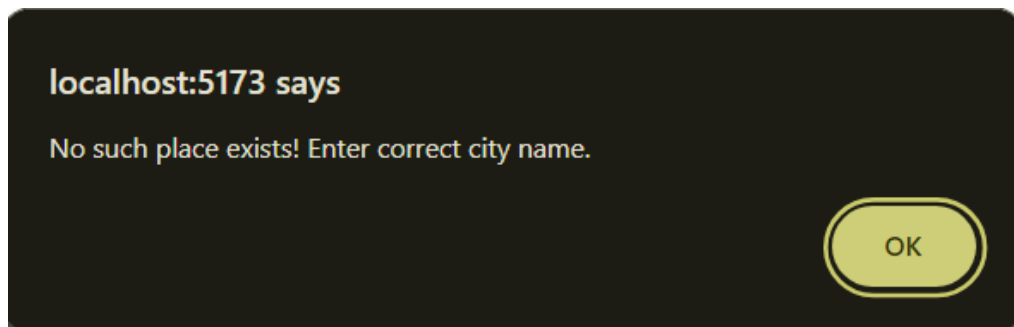 localhost:5173 says
No such place exists! Enter correct city name.
OK